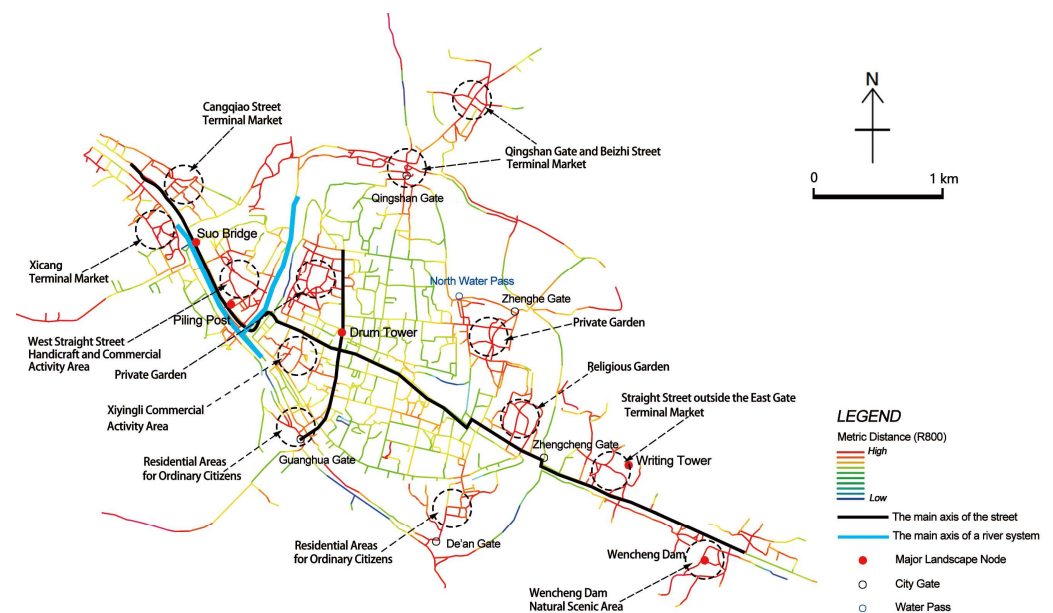 Cangqiao Street
Terminal Market
N
Qingshan Gate and Beizhi Street
Terminal Market
0
1 km
Qingshan Gate
Suo Bridge
Xicang
Terminal Market
North Water Pass
Zhenghe Gate
Piling Post
Drum Tower
Private Garden
West Straight Street
Handicraft and Commercial
Activity Area
Private Garden
Religious Garden
Xiyingli Commercial
Activity Area
Straight Street outside the East Gate
Terminal Market
Zhengcheng Gate
Writing Tower
Residential Areas
for Ordinary Citizens
Guanghua Gate
Residential Areas
for Ordinary Citizens
De'an Gate
Wencheng Dam
Wencheng Dam
Natural Scenic Area
LEGEND
Metric Distance (R800)
High
Low
The main axis of the street
The main axis of a river system
Major Landscape Node
City Gate
Water Pass